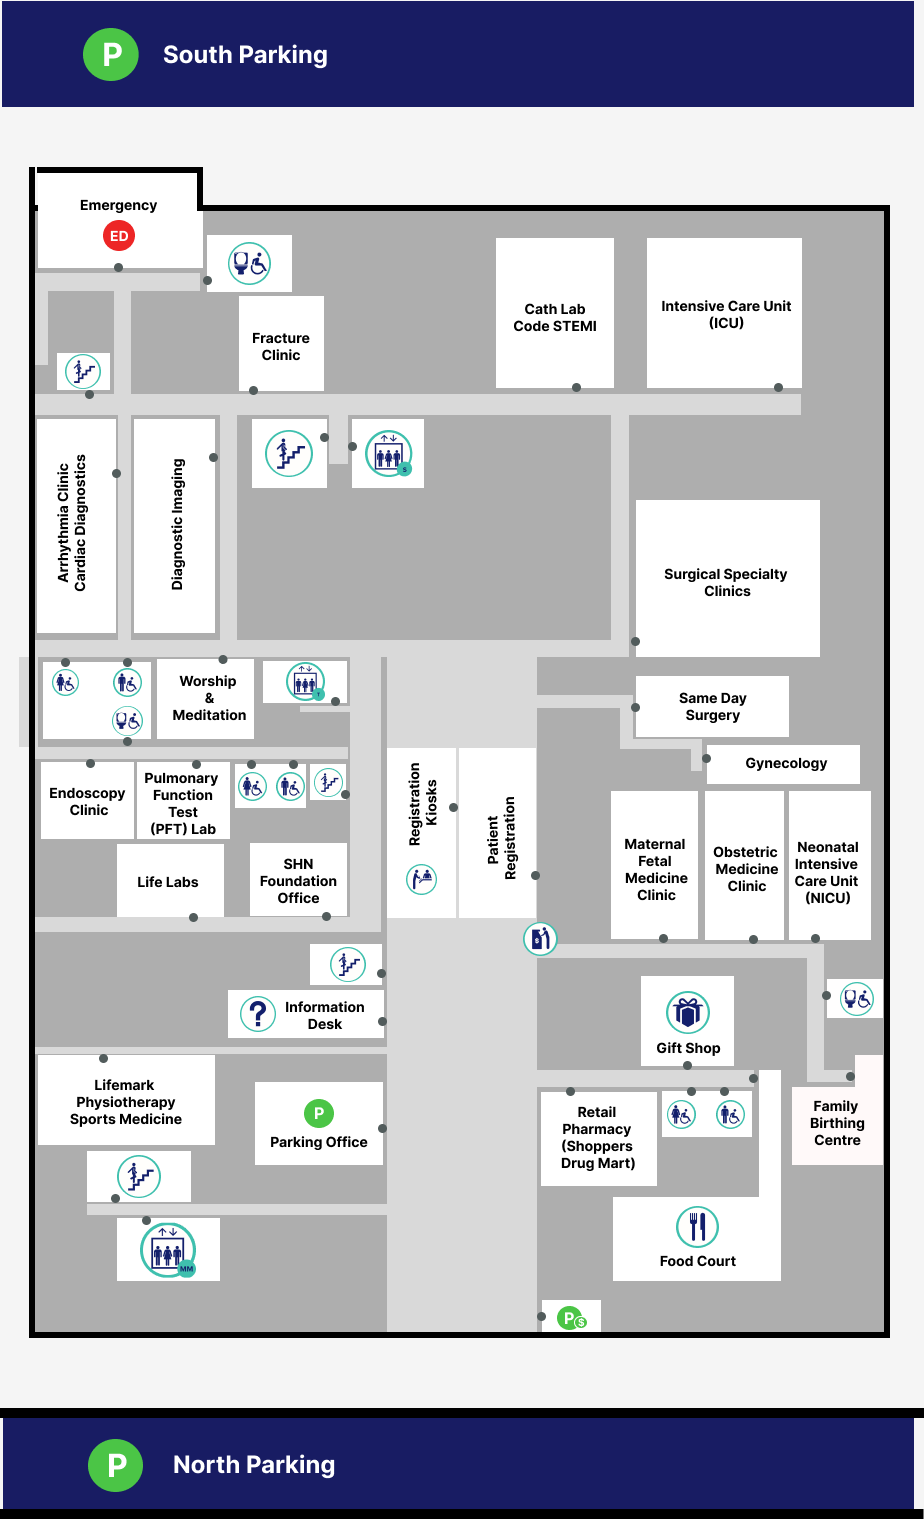 P South Parking
Emergency
ED
Fracture
Clinic
Cath Lab
Code STEMI
Intensive Care Unit
(ICU)
Arrhythmia Clinic
Cardiac Diagnostics
Diagnostic Imaging
S
Surgical Specialty
Clinics
Worship
&
Meditation
T
Same Day
Surgery
Gynecology
Endoscopy
Clinic
Pulmonary
Function
Test
(PFT) Lab
Registration
Kiosks
Patient
Registration
Maternal
Fetal
Medicine
Clinic
Obstetric
Medicine
Clinic
Neonatal
Intensive
Care Unit
(NICU)
Life Labs
SHN
Foundation
Office
$
?
Information
Desk
Gift Shop
Lifemark
Physiotherapy
Sports Medicine
P
Parking Office
Retail
Pharmacy
(Shoppers
Drug Mart)
Family
Birthing
Centre
MM
Food Court
P $
P North Parking